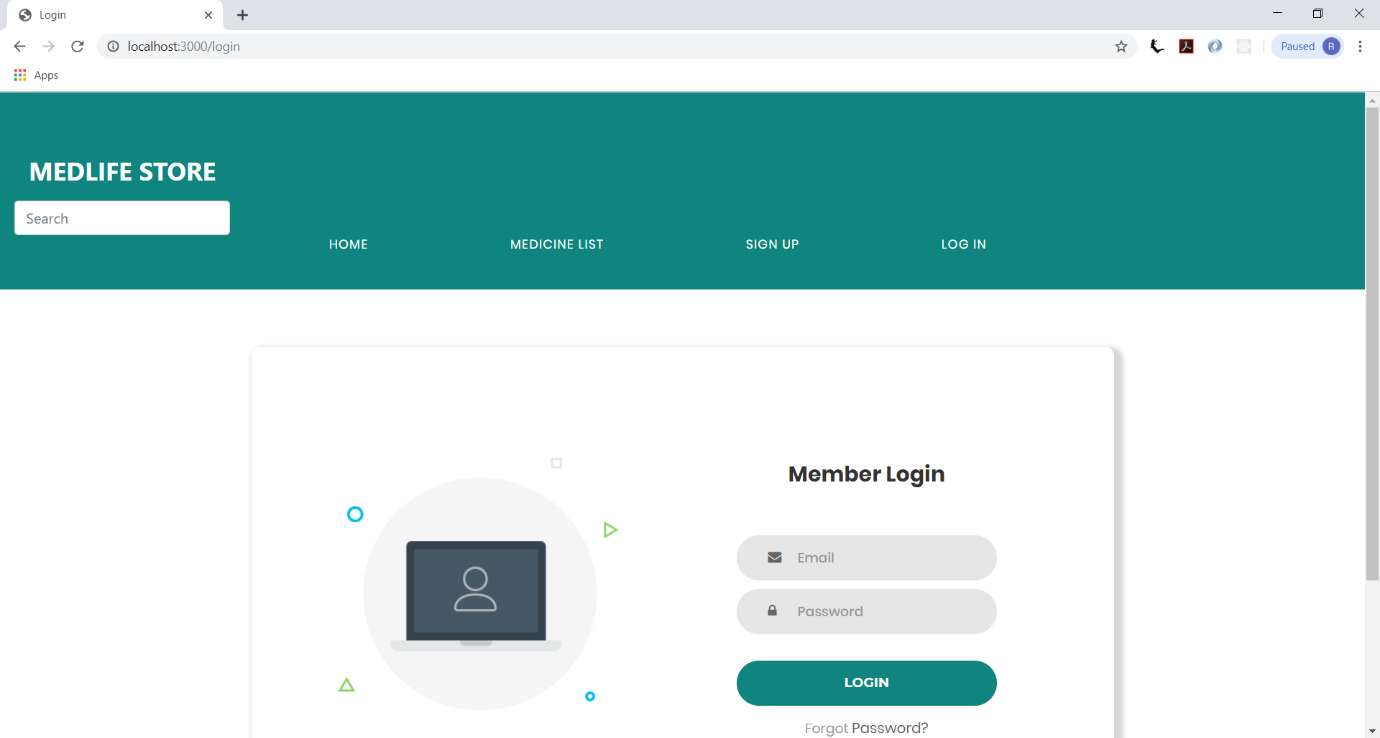 Login
localhost:3000/login
Paused R
Apps
MEDLIFE STORE
Search
HOME MEDICINE LIST SIGN UP LOG IN
Member Login
Email
Password
LOGIN
Forgot Password?